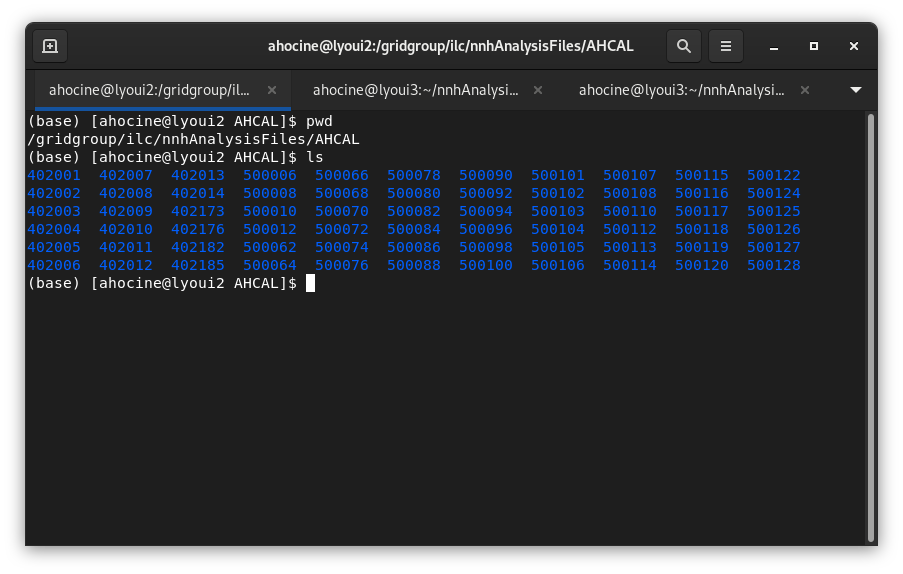 ahocine@lyoui2:/gridgroup/ilc/nnhAnalysisFiles/AHCAL
ahocine@lyoui2:/gridgroup/il... ahocine@lyoui3:~/nnhAnalysi... ahocine@lyoui3:~/nnhAnalysi...
(base) [ahocine@lyoui2 AHCAL]$ pwd
/gridgroup/ilc/nnhAnalysisFiles/AHCAL
(base) [ahocine@lyoui2 AHCAL]$ ls
402001  402007  402013  500006  500066  500078  500090  500101  500107  500115  500122
402002  402008  402014  500008  500068  500080  500092  500102  500108  500116  500124
402003  402009  402173  500010  500070  500082  500094  500103  500110  500117  500125
402004  402010  402176  500012  500072  500084  500096  500104  500112  500118  500126
402005  402011  402182  500062  500074  500086  500098  500105  500113  500119  500127
402006  402012  402185  500064  500076  500088  500100  500106  500114  500120  500128
(base) [ahocine@lyoui2 AHCAL]$